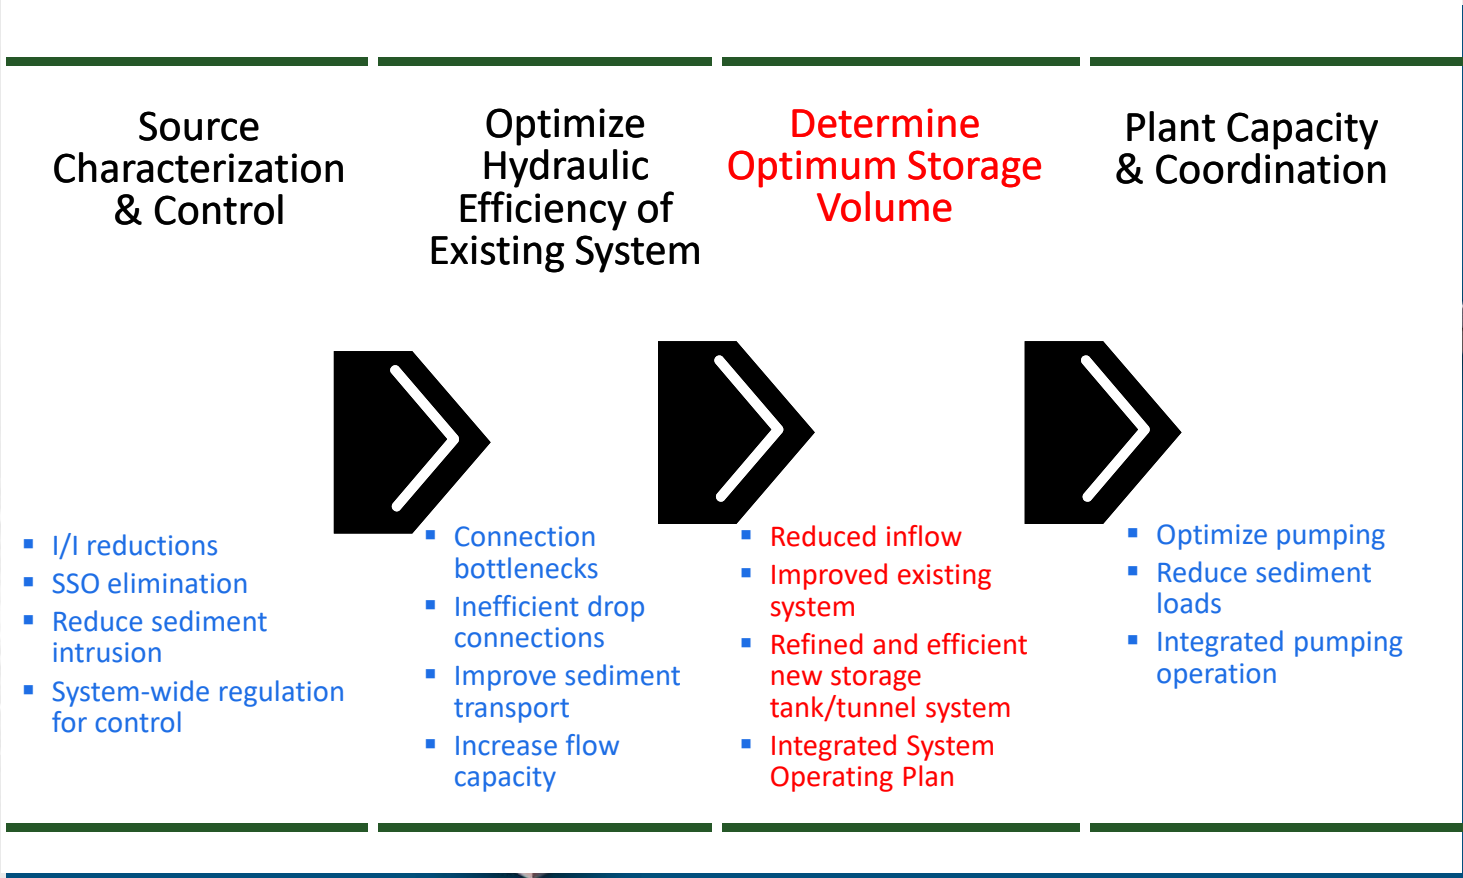 Source
Characterization
& Control
Optimize
Hydraulic
Efficiency of
Existing System
Determine
Optimum Storage
Volume
Plant Capacity
& Coordination
I/I reductions
SSO elimination
Reduce sediment
intrusion
System-wide regulation
for control
Connection
bottlenecks
Inefficient drop
connections
Improve sediment
transport
Increase flow
capacity
Reduced inflow
Improved existing
system
Refined and efficient
new storage
tank/tunnel system
Integrated System
Operating Plan
Optimize pumping
Reduce sediment
loads
Integrated pumping
operation